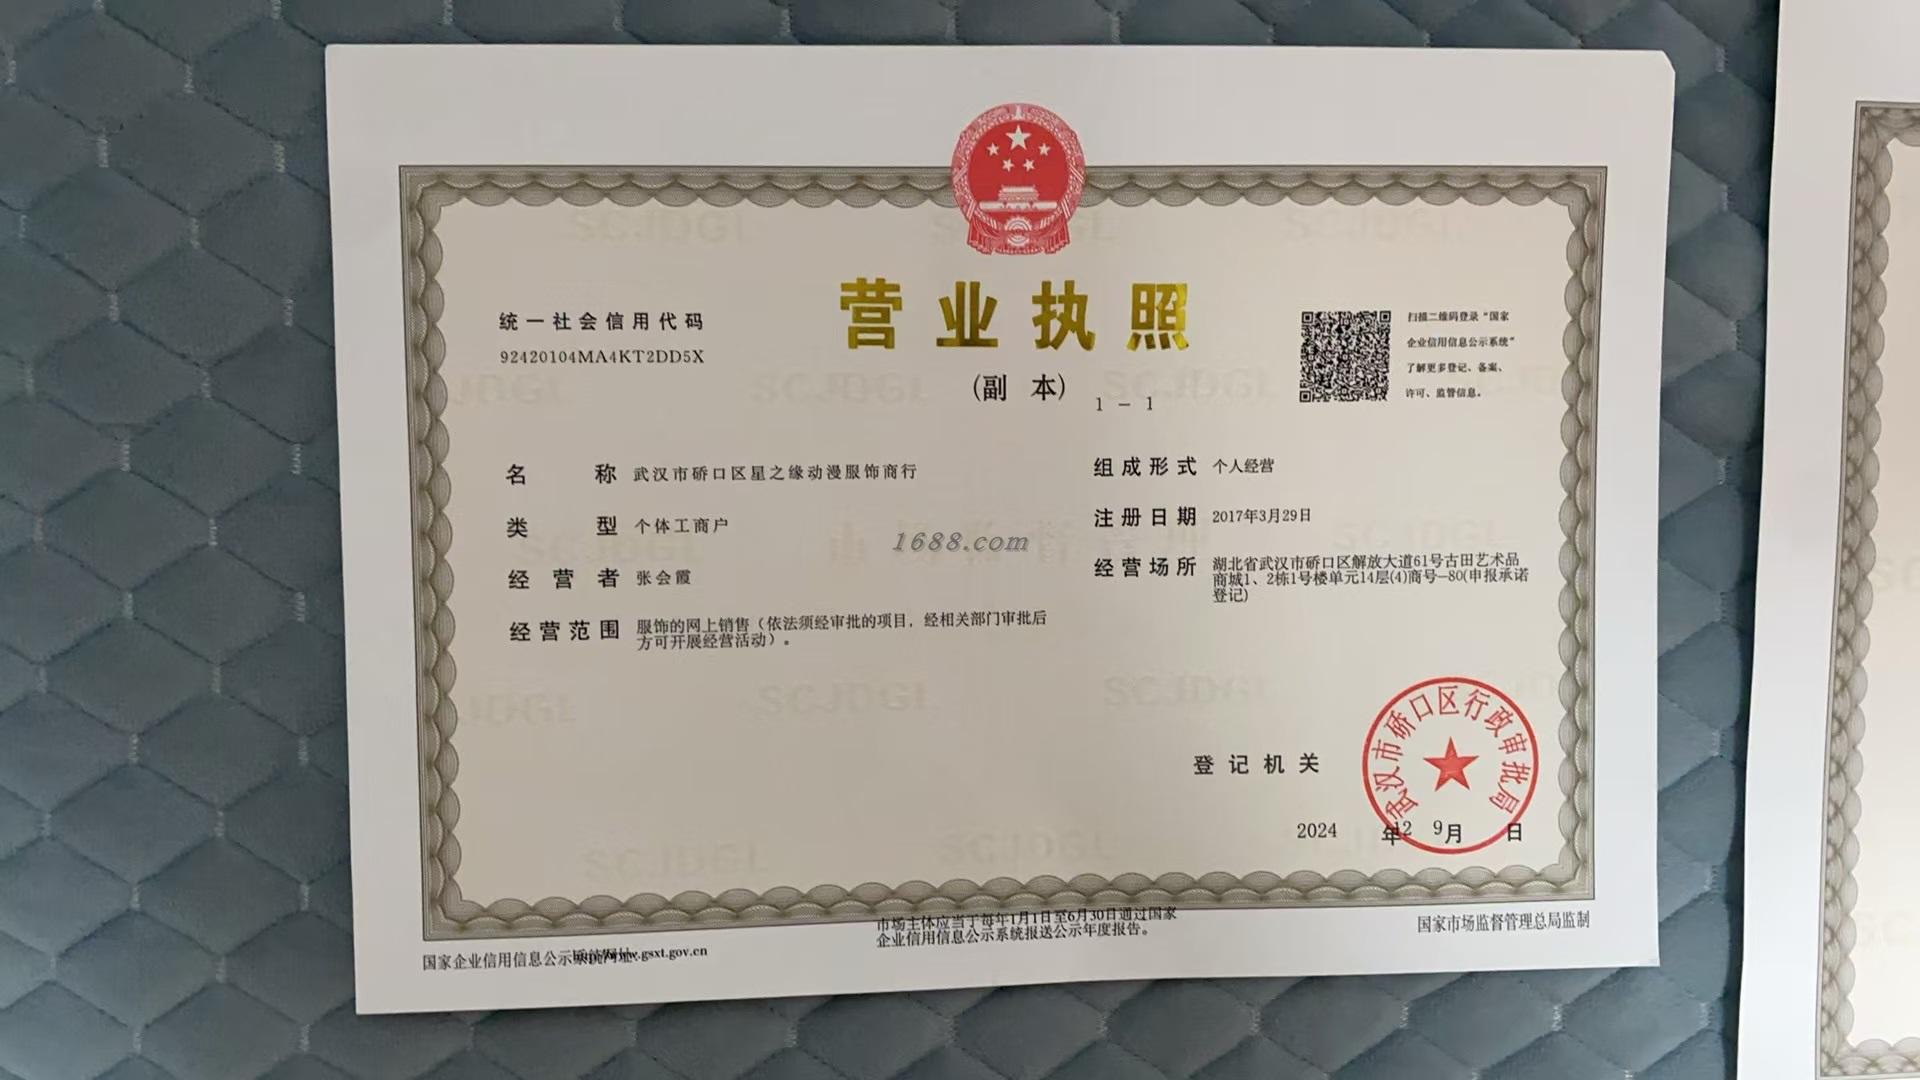 营业执照
(副 本)
1 - 1
统一社会信用代码
92420104MA4KT2DD5X
扫描二维码登录“国家
企业信用信息公示系统”
了解更多登记、备案、
许可、监管信息。
名 称 武汉市硚口区星之缘动漫服饰商行
类 型 个体工商户
经 营 者 张会霞
经营范围 服饰的网上销售（依法须经审批的项目，经相关部门审批后
方可开展经营活动）。
组成形式 个人经营
注册日期 2017年3月29日
经营场所 湖北省武汉市硚口区解放大道61号古田艺术品
商城1、2栋1号楼单元14层(4)商号—80(申报承诺
登记)
1688.com
登记机关
武汉市硚口区行政审批局
2024 年12 9月 日
国家企业信用信息公示系统网址：http://www.gsxt.gov.cn
市场主体应当于每年1月1日至6月30日通过国家
企业信用信息公示系统报送公示年度报告。
国家市场监督管理总局监制
SCJDGL